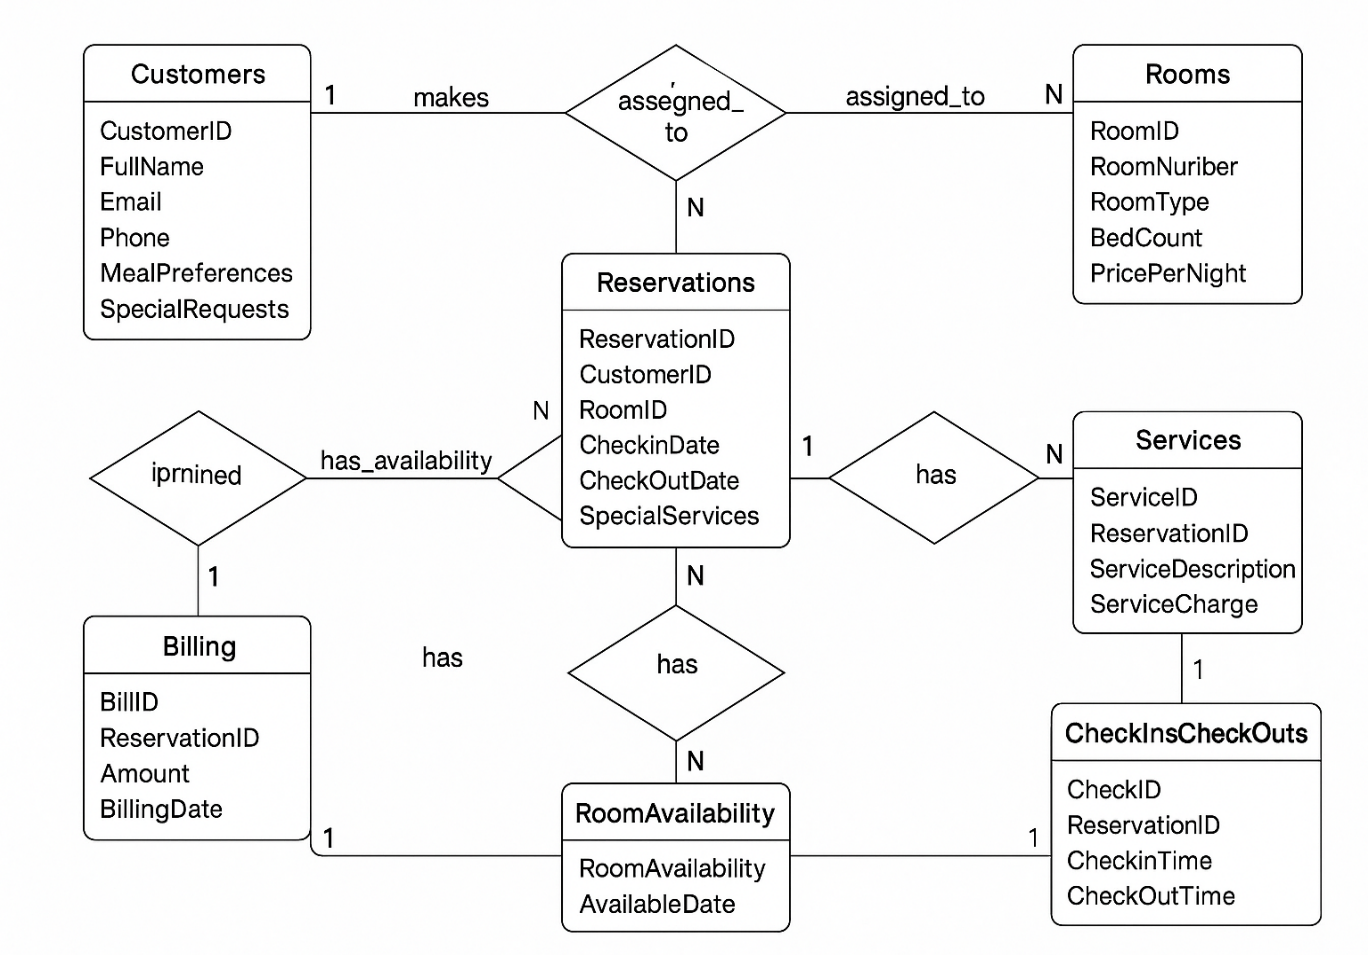 Customers
CustomerID
FullName
Email
Phone
MealPreferences
SpecialRequests
1
makes
assegned_
to
N
assigned_to
N
Rooms
RoomID
RoomNuriber
RoomType
BedCount
PricePerNight
Reservations
ReservationID
CustomerID
RoomID
CheckinDate
CheckOutDate
SpecialServices
iprnined
has_availability
N
1
1
has
N
Services
ServiceID
ReservationID
ServiceDescription
ServiceCharge
1
Billing
BillID
ReservationID
Amount
BillingDate
1
has
N
has
N
RoomAvailability
RoomAvailability
AvailableDate
1
CheckInsCheckOuts
CheckID
ReservationID
CheckinTime
CheckOutTime